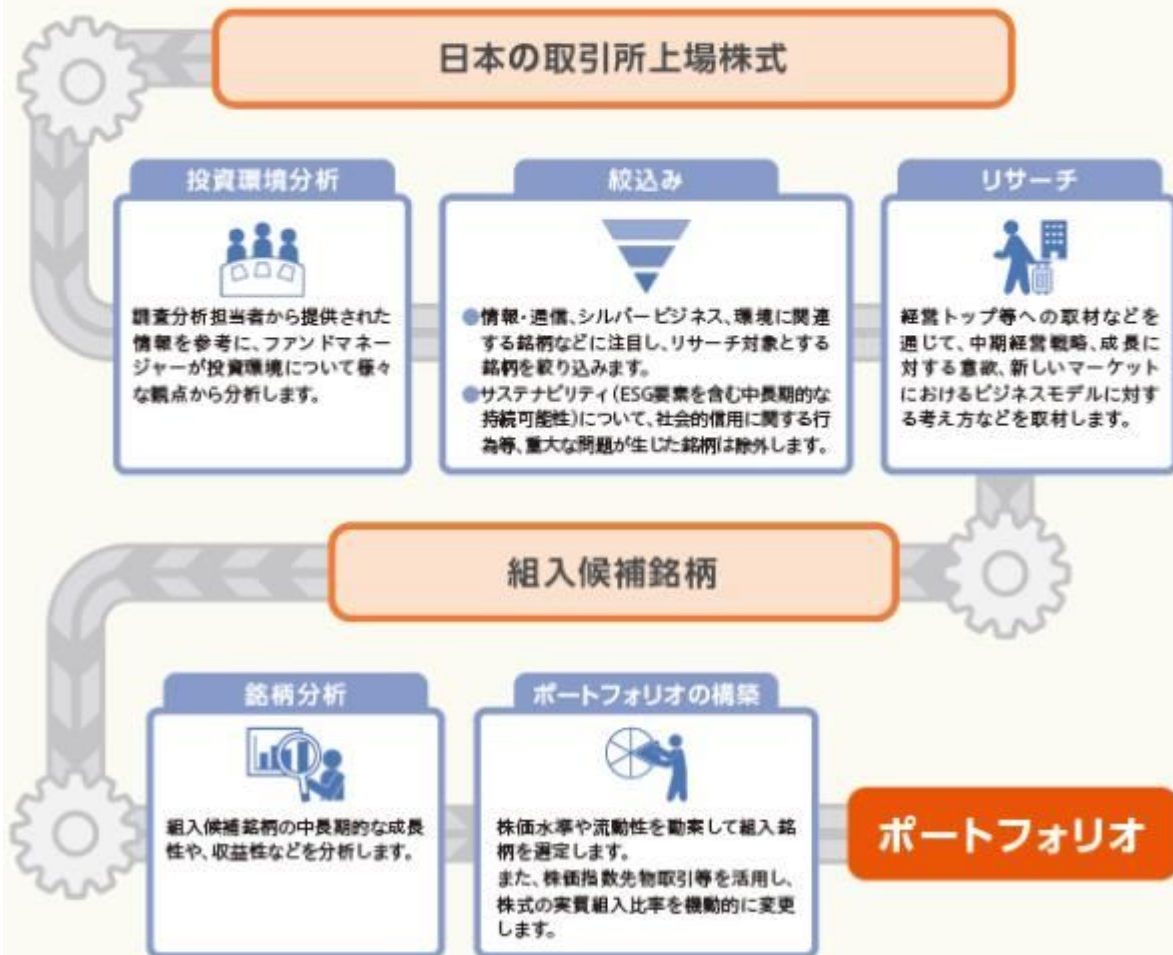 日本の取引所上場株式
投資環境分析
調査分析担当者から提供された
情報を参考に、ファンドマネー
ジャーが投資環境について様々
な観点から分析します。
絞込み
●情報・通信、シルバービジネス、環境に関連
する銘柄などに注目し、リサーチ対象とする
銘柄を絞り込みます。
●サステナビリティ(ESG要素を含む中長期的な
持続可能性)について、社会的信用に関する行
為等、重大な問題が生じた銘柄は除外します。
リサーチ
経営トップ等への取材などを
通じて、中期経営戦略、成長に
対する意欲、新しいマーケット
におけるビジネスモデルに対す
る考え方などを取材します。
組入候補銘柄
銘柄分析
組入候補銘柄の中長期的な成長
性や、収益性などを分析します。
ポートフォリオの構築
株価水準や流動性を勘案して組入銘
柄を選定します。
また、株価指数先物取引等を活用し、
株式の実質組入比率を機動的に変更
します。
ポートフォリオ